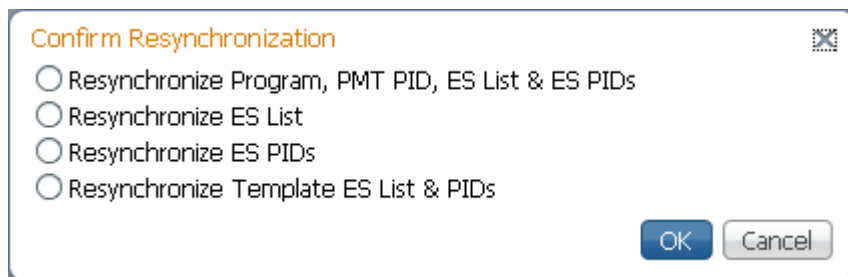 Confirm Resynchronization
Resynchronize Program, PMT PID, ES List & ES PIDs
Resynchronize ES List
Resynchronize ES PIDs
Resynchronize Template ES List & PIDs
OK Cancel